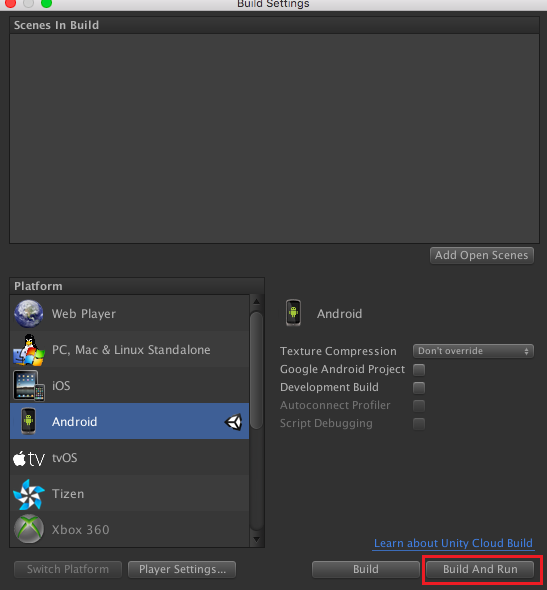 Build Settings
Scenes In Build
Add Open Scenes
Platform
Web Player
PC, Mac & Linux Standalone
iOS
Android
tv
tvOS
Tizen
Xbox 360
Android
Texture Compression Don't override
Google Android Project
Development Build
Autoconnect Profiler
Script Debugging
Learn about Unity Cloud Build
Switch Platform Player Settings... Build Build And Run